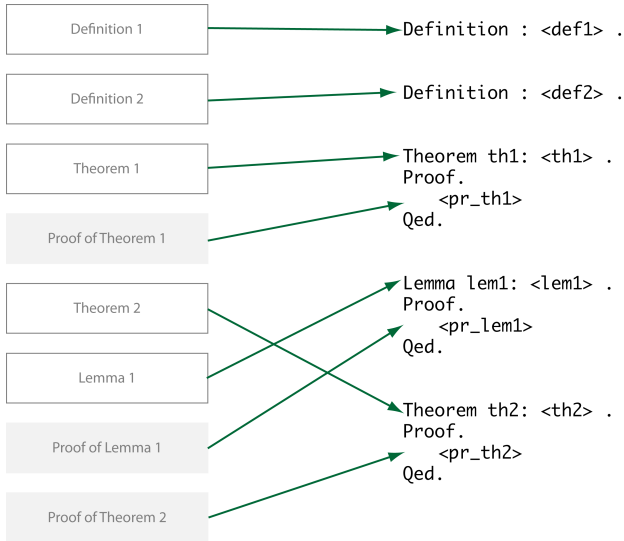 Definition 1
Definition 2
Theorem 1
Proof of Theorem 1
Theorem 2
Lemma 1
Proof of Lemma 1
Proof of Theorem 2
Definition : <def1> .
Definition : <def2> .
Theorem th1: <th1> .
Proof.
<pr_th1>
Qed.
Lemma lem1: <lem1> .
Proof.
<pr_lem1>
Qed.
Theorem th2: <th2> .
Proof.
<pr_th2>
Qed.